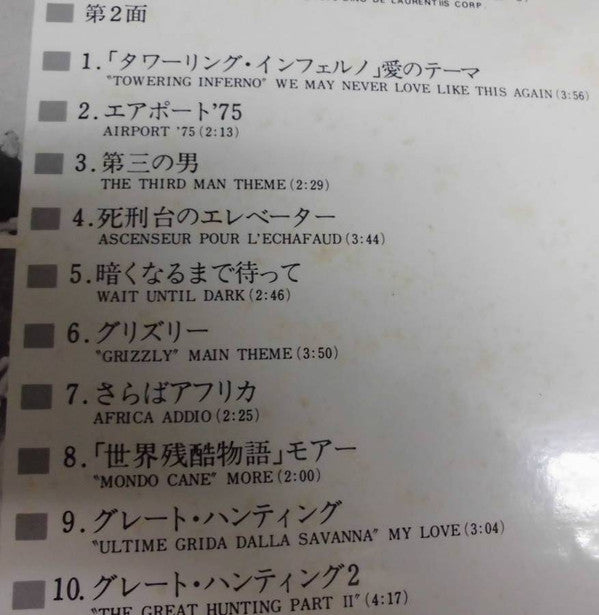 DE LAURENTIIS CORP.
第2面
1.「タワーリング・インフェルノ」愛のテーマ
"TOWERING INFERNO" WE MAY NEVER LOVE LIKE THIS AGAIN(3:56)
2.エアポート'75
AIRPORT '75(2:13)
3.第三の男
THE THIRD MAN THEME(2:29)
4.死刑台のエレベーター
ASCENSEUR POUR L'ECHAFAUD(3:44)
5.暗くなるまで待って
WAIT UNTIL DARK(2:46)
6.グリズリー
"GRIZZLY" MAIN THEME(3:50)
7.さらばアフリカ
AFRICA ADDIO(2:25)
8.「世界残酷物語」モアー
"MONDO CANE" MORE(2:00)
9.グレート・ハンティング
"ULTIME GRIDA DALLA SAVANNA" MY LOVE(3:04)
10.グレート・ハンティング2
"THE GREAT HUNTING PART II"(4:17)